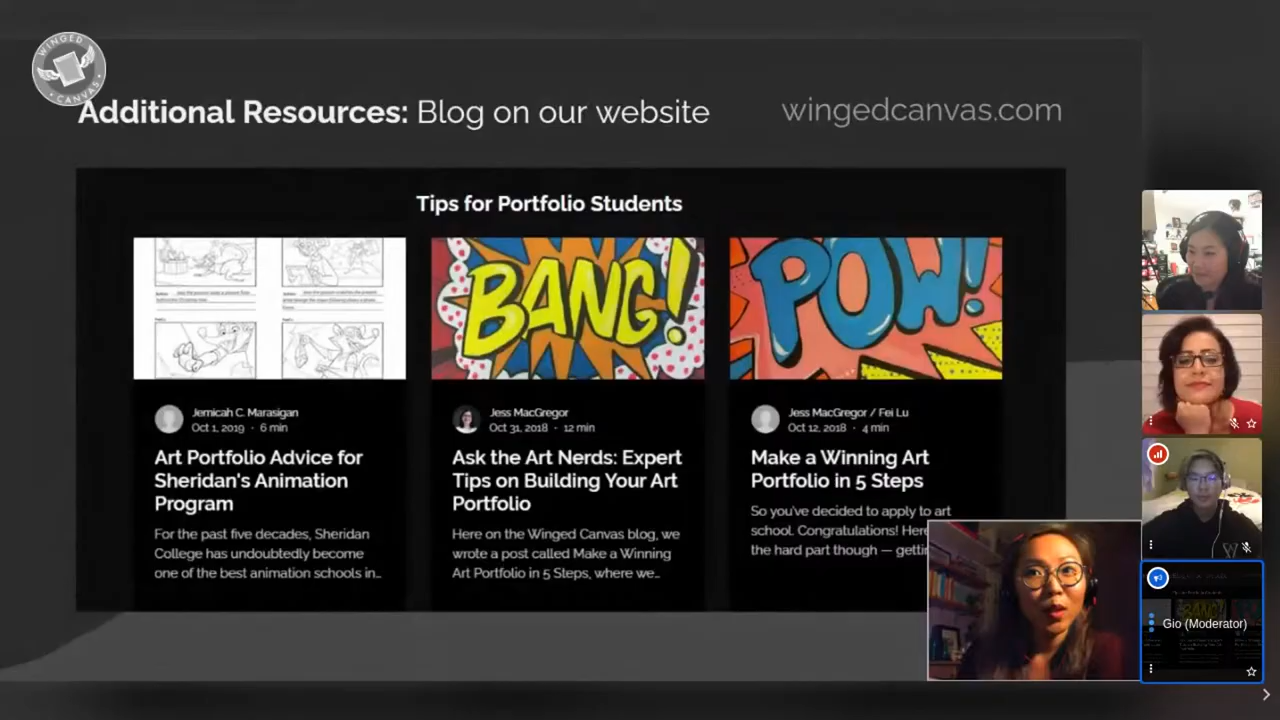 WINGED
CANVAS
Additional Resources: Blog on our website
wingedcanvas.com
Tips for Portfolio Students
BANG!
POW!
Jemicah C. Marasigan
Oct 1, 2019 · 6 min
Art Portfolio Advice for
Sheridan's Animation
Program
For the past five decades, Sheridan
College has undoubtedly become
one of the best animation schools in...
Jess MacGregor
Oct 31, 2018 · 12 min
Ask the Art Nerds: Expert
Tips on Building Your Art
Portfolio
Here on the Winged Canvas blog, we
wrote a post called Make a Winning
Art Portfolio in 5 Steps, where we...
Jess MacGregor / Fei Lu
Oct 12, 2018 · 4 min
Make a Winning Art
Portfolio in 5 Steps
So you've decided to apply to art
school. Congratulations! Here
the hard part though — getti
Gio (Moderator)